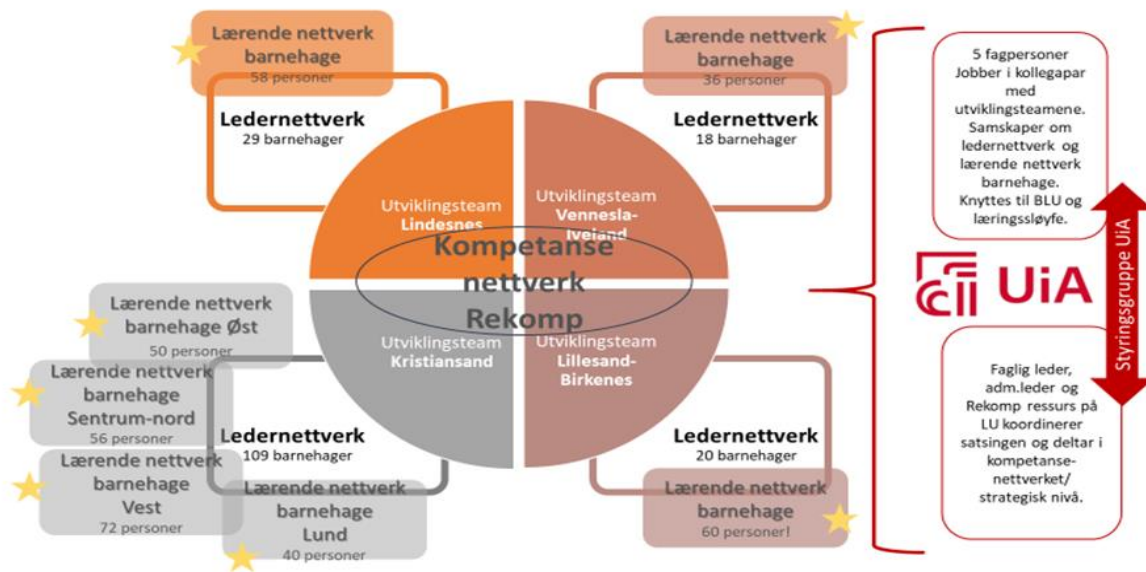 Lærende nettverk
barnehage
58 personer
Ledernettverk
29 barnehager
Lærende nettverk
barnehage
36 personer
Ledernettverk
18 barnehager
Utviklingsteam
Lindesnes
Utviklingsteam
Vennesla-
Iveland
Kompetanse
nettverk
Rekomp
Utviklingsteam
Kristiansand
Utviklingsteam
Lillesand-
Birkenes
Lærende nettverk
barnehage Øst
50 personer
Lærende nettverk
barnehage
Sentrum-nord
56 personer
Lærende nettverk
barnehage
Vest
72 personer
Ledernettverk
109 barnehager
Lærende nettverk
barnehage
Lund
40 personer
Ledernettverk
20 barnehager
Lærende nettverk
barnehage
60 personer!
5 fagpersoner
Jobber i kollegapar
med
utviklingsteamene.
Samskaper om
ledernettverk og
lærende nettverk
barnehage.
Knyttes til BLU og
læringssløyfe.
UiA
Styringsgruppe UiA
Faglig leder,
adm.leder og
Rekomp ressurs på
LU koordinerer
satsingen og deltar i
kompetanse-
nettverket/
strategisk nivå.